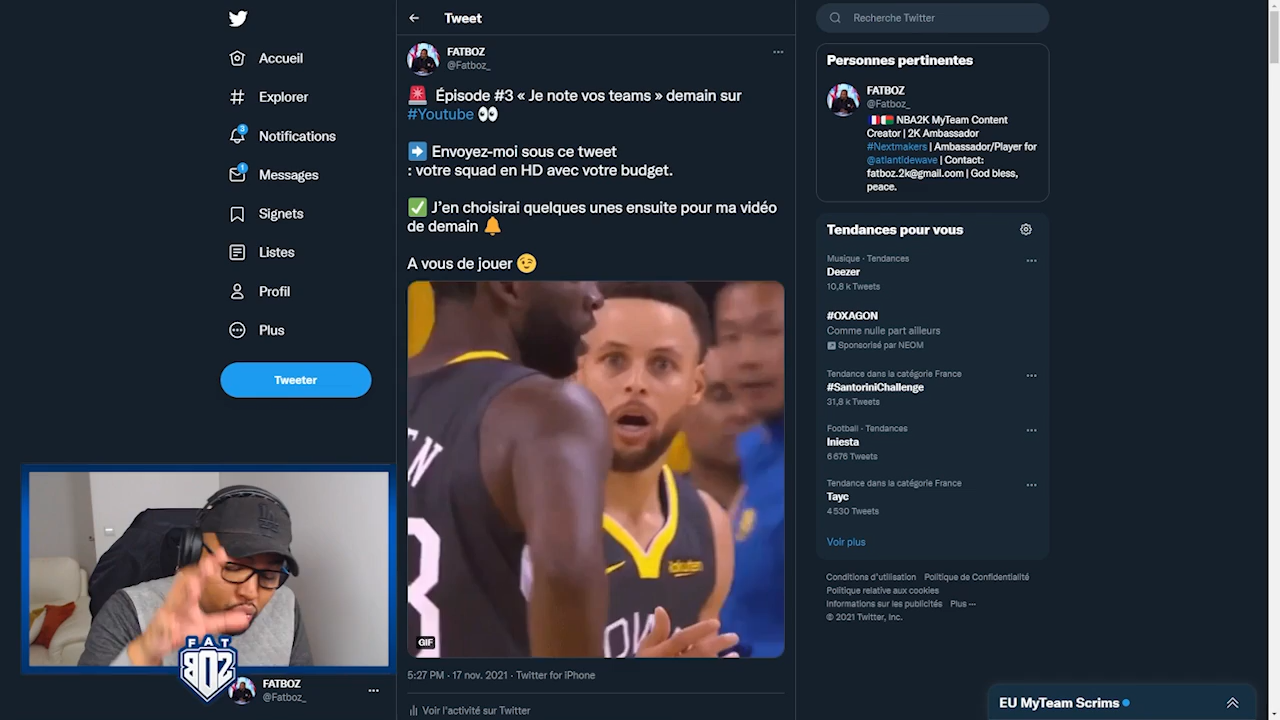 Accueil
Explorer
3
Notifications
1
Messages
Signets
Listes
Profil
Plus
Tweeter
FAT
BOZ
FATBOZ
@Fatboz_
Tweet
FATBOZ
@Fatboz_
Épisode #3 « Je note vos teams » demain sur
#Youtube
Envoyez-moi sous ce tweet
: votre squad en HD avec votre budget.
J'en choisirai quelques unes ensuite pour ma vidéo
de demain
A vous de jouer
Rakuten
GIF
5:27 PM · 17 nov. 2021 · Twitter for iPhone
Voir l'activité sur Twitter
Recherche Twitter
Personnes pertinentes
FATBOZ
@Fatboz_
NBA2K MyTeam Content
Creator | 2K Ambassador
#Nextmakers | Ambassador/Player for
@atlantidewave | Contact:
fatboz.2k@gmail.com | God bless,
peace.
Tendances pour vous
Musique · Tendances
Deezer
10,8 k Tweets
#OXAGON
Comme nulle part ailleurs
Sponsorisé par NEOM
Tendance dans la catégorie France
#SantoriniChallenge
31,8 k Tweets
Football · Tendances
Iniesta
6 676 Tweets
Tendance dans la catégorie France
Tayc
4 530 Tweets
Voir plus
Conditions d'utilisation Politique de Confidentialité
Politique relative aux cookies
Informations sur les publicités Plus ···
© 2021 Twitter, Inc.
EU MyTeam Scrims